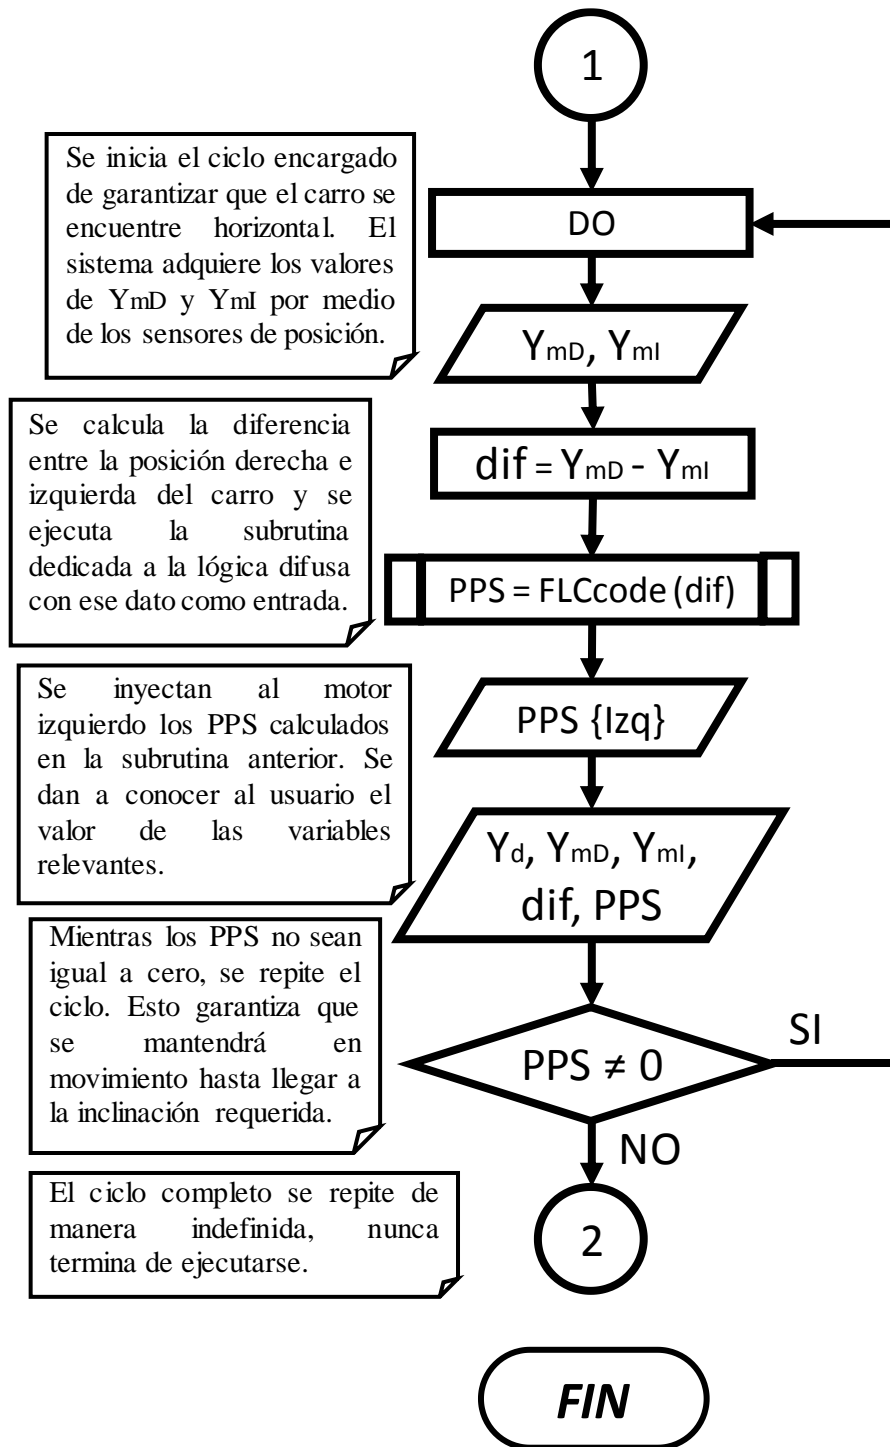 1
Se inicia el ciclo encargado
de garantizar que el carro se
encuentre horizontal. El
sistema adquiere los valores
de YmD y YmI por medio
de los sensores de posición.
DO
YmD, YmI
Se calcula la diferencia
entre la posición derecha e
izquierda del carro y se
ejecuta la subrutina
dedicada a la lógica difusa
con ese dato como entrada.
dif = YmD - YmI
PPS = FLCcode (dif)
Se inyectan al motor
izquierdo los PPS calculados
en la subrutina anterior. Se
dan a conocer al usuario el
valor de las variables
relevantes.
PPS {Izq}
Yd, YmD, YmI,
dif, PPS
Mientras los PPS no sean
igual a cero, se repite el
ciclo. Esto garantiza que
se mantendrá en
movimiento hasta llegar a
la inclinación requerida.
PPS ≠ 0
SI
NO
El ciclo completo se repite de
manera indefinida, nunca
termina de ejecutarse.
2
FIN